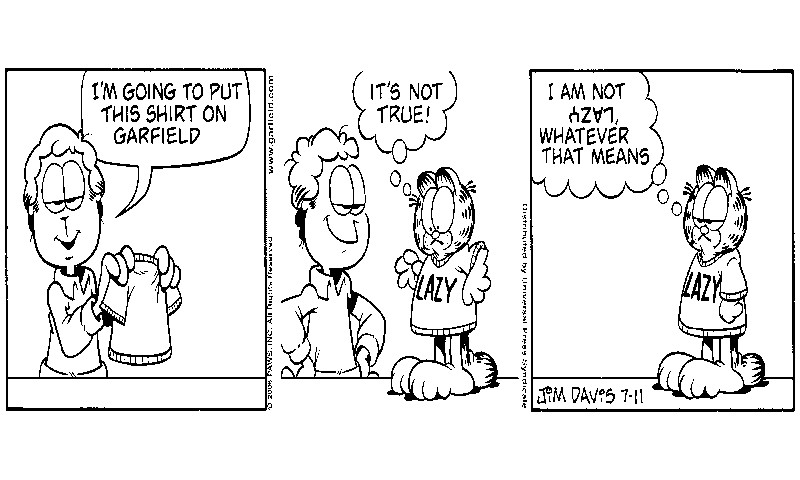 I'M GOING TO PUT
THIS SHIRT ON
GARFIELD
© 2006 PAWS, INC. All Rights Reserved
www.garfield.com
IT'S NOT
TRUE!
LAZY
Distributed by Universal Press Syndicate
I AM NOT
LAZY,
WHATEVER
THAT MEANS
LAZY
JIM DAVIS 7-11